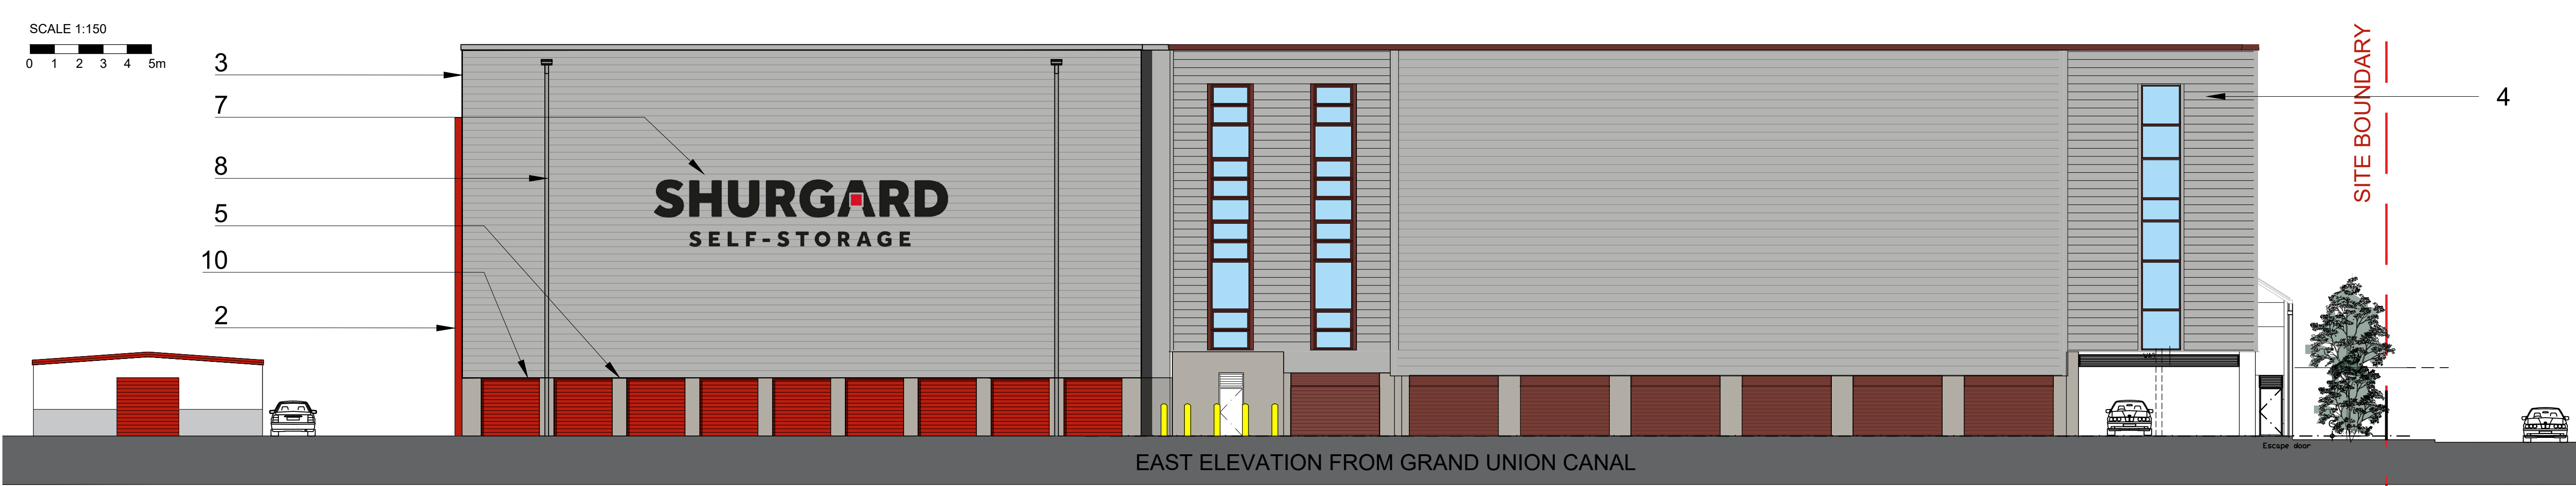 SCALE 1:150
0 1 2 3 4 5m
3
7
8
5
10
2
SHURGARD
SELF-STORAGE
4
SITE BOUNDARY
Escape door
EAST ELEVATION FROM GRAND UNION CANAL